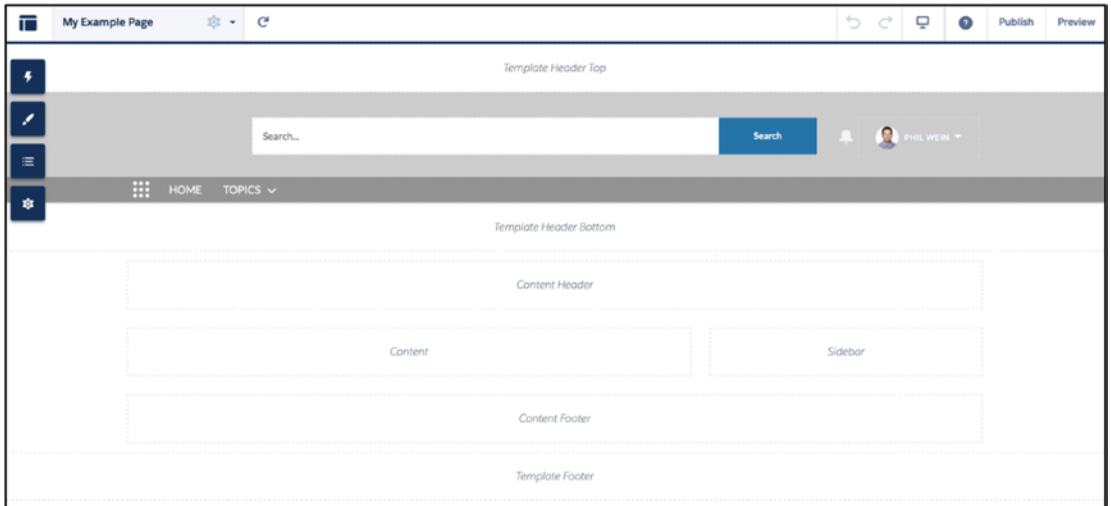 My Example Page
Publish
Preview
Template Header Top
Search...
Search
PHIL WEIN
HOME
TOPICS
Template Header Bottom
Content Header
Content
Sidebar
Content Footer
Template Footer